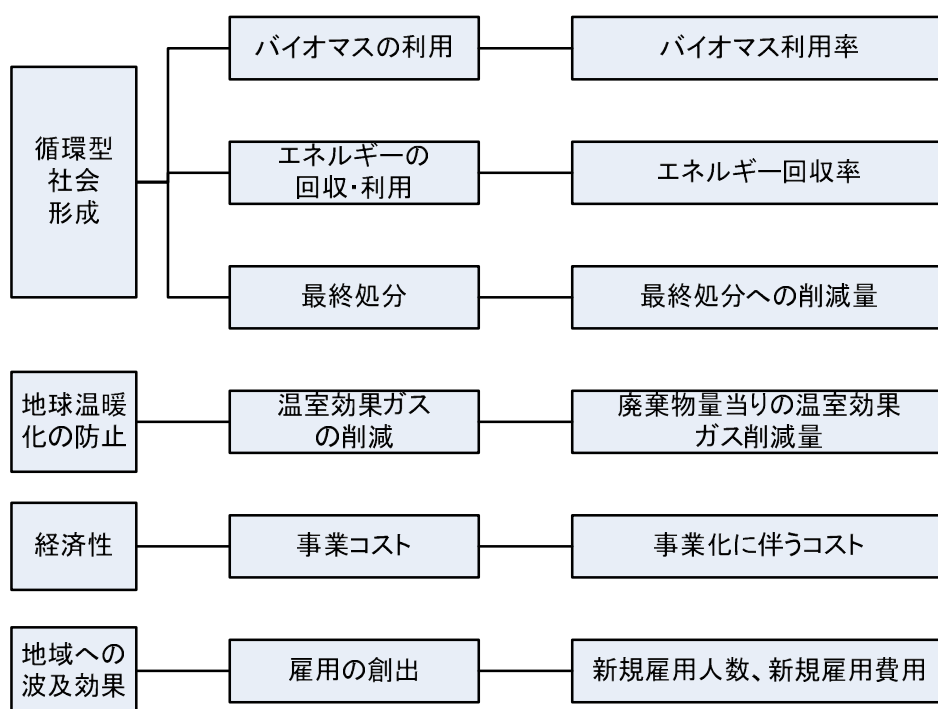 循環型
社会
形成
バイオマスの利用
バイオマス利用率
エネルギーの
回収・利用
エネルギー回収率
最終処分
最終処分への削減量
地球温暖
化の防止
温室効果ガス
の削減
廃棄物量当りの温室効果
ガス削減量
経済性
事業コスト
事業化に伴うコスト
地域への
波及効果
雇用の創出
新規雇用人数、新規雇用費用